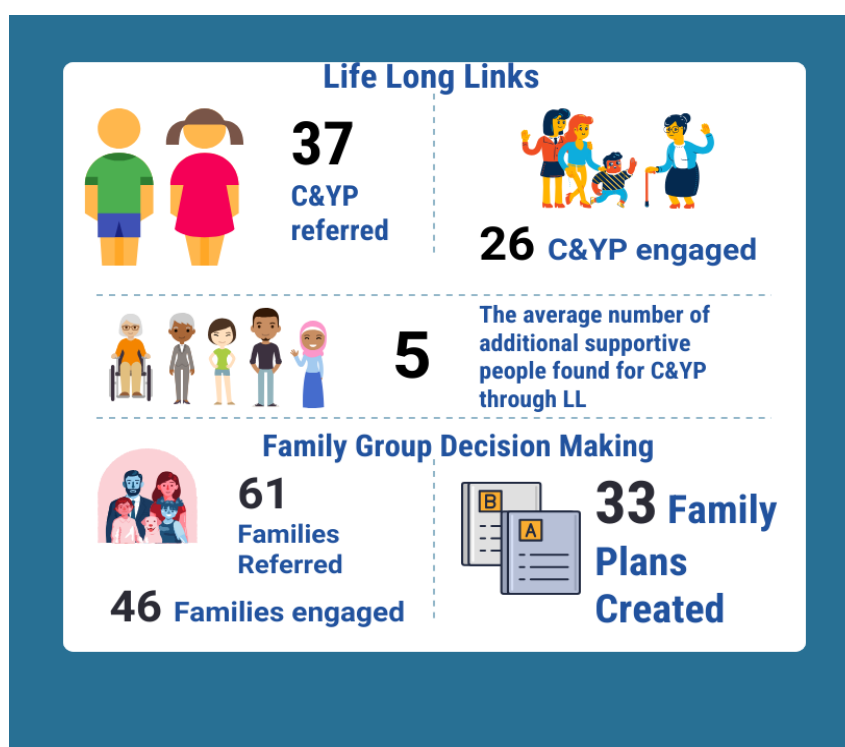 Life Long Links
37
C&YP
referred
26 C&YP engaged
5
The average number of
additional supportive
people found for C&YP
through LL
Family Group Decision Making
61
Families
Referred
46 Families engaged
B
A
33 Family
Plans
Created